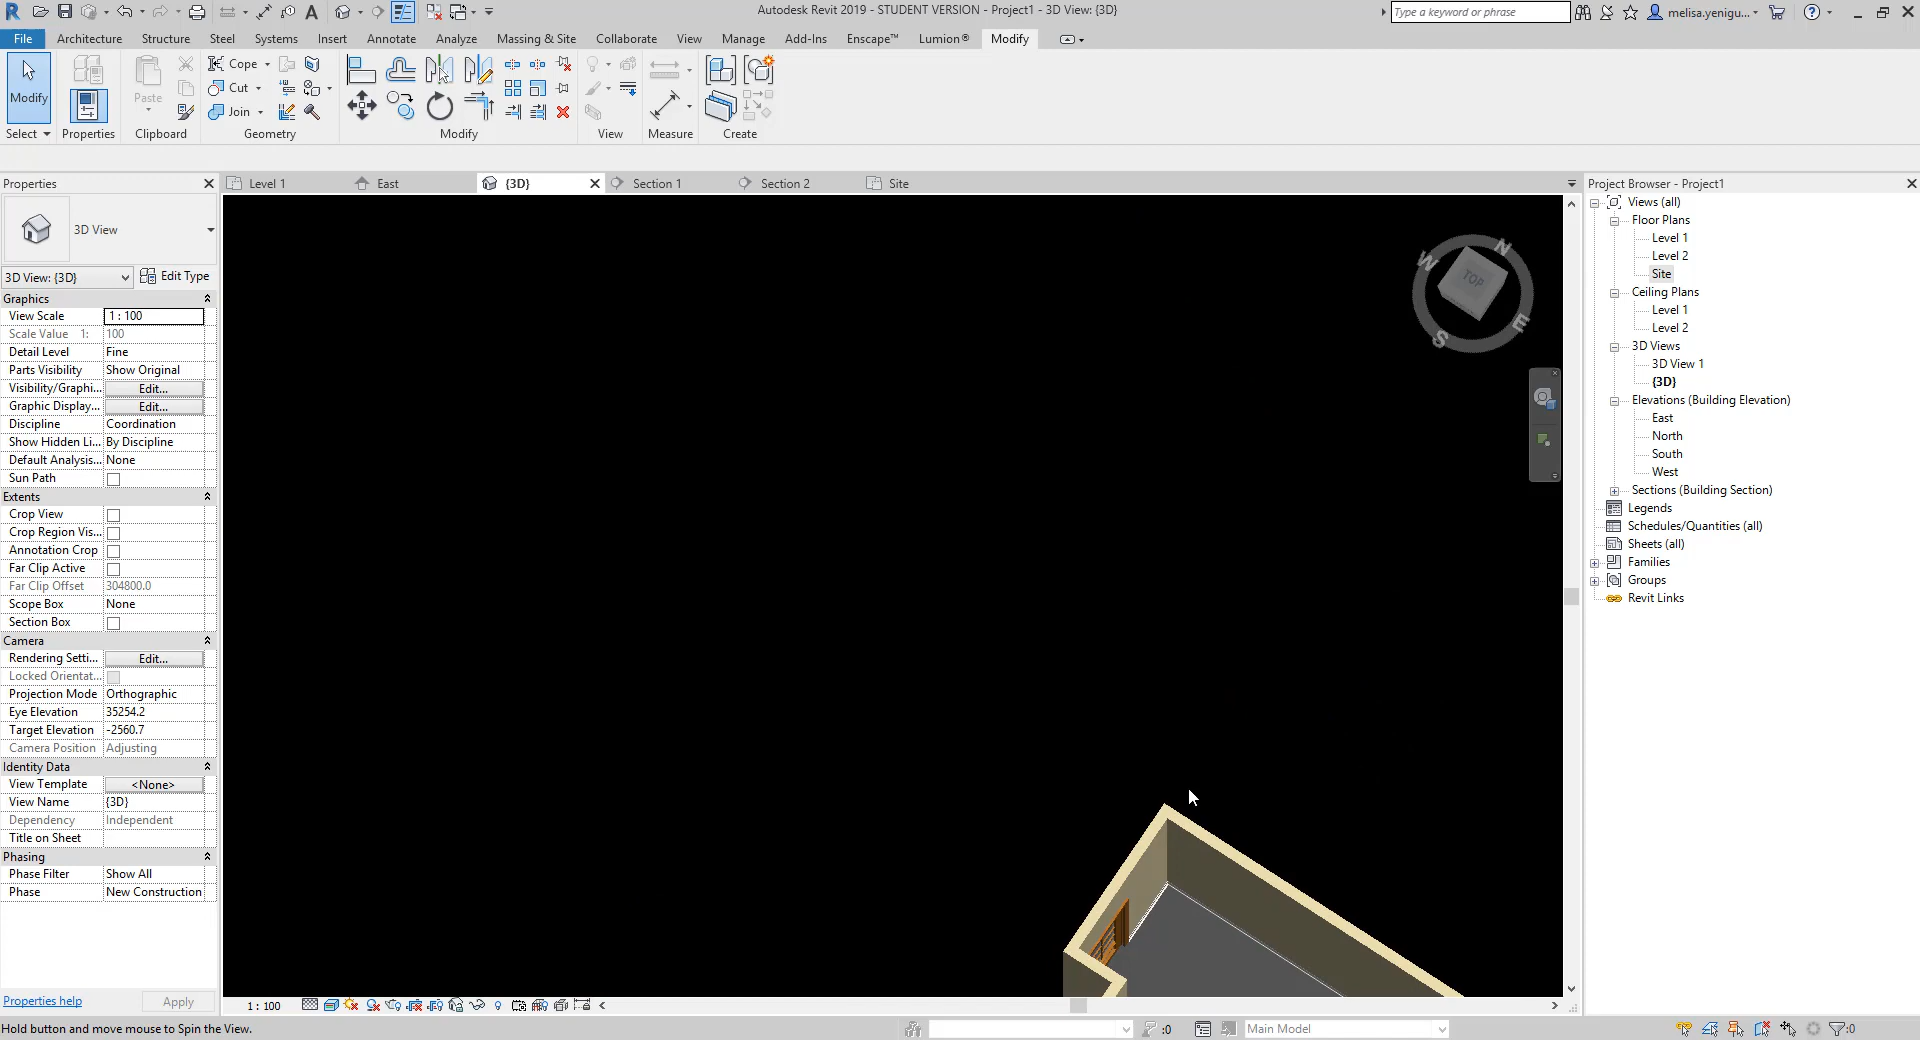 Autodesk Revit 2019 - STUDENT VERSION - Project1 - 3D View: {3D}
Type a keyword or phrase
melisa.yenigu...
File Architecture Structure Steel Systems Insert Annotate Analyze Massing & Site Collaborate View Manage Add-Ins Enscape™ Lumion® Modify
Modify
Paste
Cope
Cut
Join
Select Properties Clipboard Geometry Modify View Measure Create
Properties
Level 1 East {3D} Section 1 Section 2 Site
Project Browser - Project1
3D View
3D View: {3D} Edit Type
Graphics
View Scale 1 : 100
Scale Value 1: 100
Detail Level Fine
Parts Visibility Show Original
Visibility/Graphi... Edit...
Graphic Display... Edit...
Discipline Coordination
Show Hidden Li... By Discipline
Default Analysis... None
Sun Path
Extents
Crop View
Crop Region Vis...
Annotation Crop
Far Clip Active
Far Clip Offset 304800.0
Scope Box None
Section Box
Camera
Rendering Setti... Edit...
Locked Orientat...
Projection Mode Orthographic
Eye Elevation 35254.2
Target Elevation -2560.7
Camera Position Adjusting
Identity Data
View Template <None>
View Name {3D}
Dependency Independent
Title on Sheet
Phasing
Phase Filter Show All
Phase New Construction
Properties help Apply
N
W
TOP
E
S
Views (all)
Floor Plans
Level 1
Level 2
Site
Ceiling Plans
Level 1
Level 2
3D Views
3D View 1
{3D}
Elevations (Building Elevation)
East
North
South
West
Sections (Building Section)
Legends
Schedules/Quantities (all)
Sheets (all)
Families
Groups
Revit Links
1 : 100
Hold button and move mouse to Spin the View.
:0
Main Model
:0